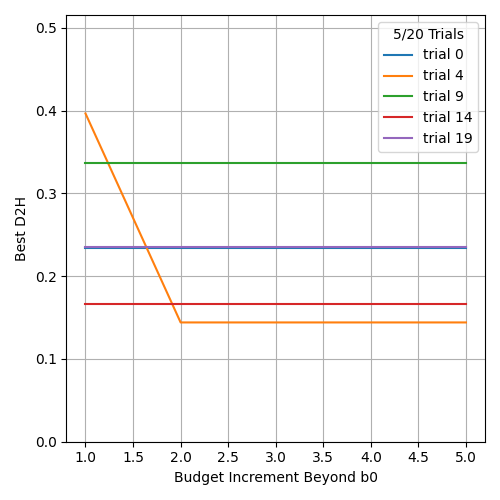 5/20 Trials
trial 0
trial 4
trial 9
trial 14
trial 19
Best D2H
0.5
0.4
0.3
0.2
0.1
0.0
1.0 1.5 2.0 2.5 3.0 3.5 4.0 4.5 5.0
Budget Increment Beyond b0